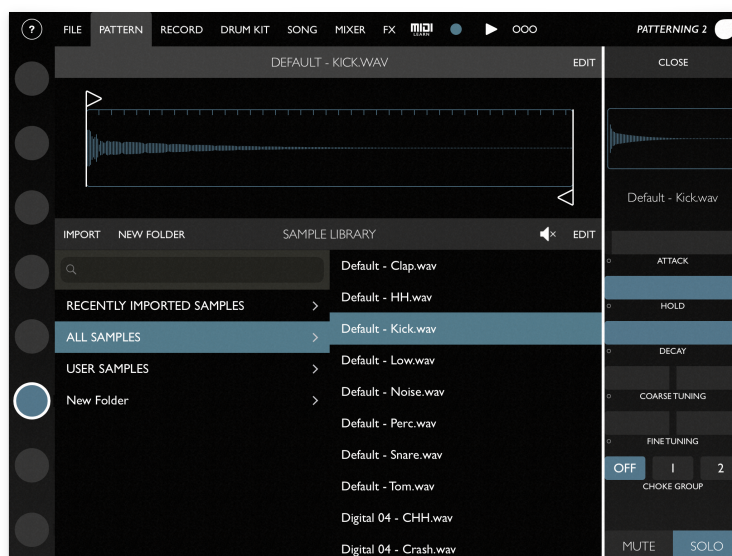 ? FILE PATTERN RECORD DRUM KIT SONG MIXER FX MIDI LEARN PATTERNING 2
DEFAULT - KICK.WAV EDIT CLOSE
Default - Kick.wav
IMPORT NEW FOLDER SAMPLE LIBRARY EDIT
ATTACK
HOLD
DECAY
COARSE TUNING
FINE TUNING
OFF 1 2
CHOKE GROUP
MUTE SOLO
RECENTLY IMPORTED SAMPLES
ALL SAMPLES
USER SAMPLES
New Folder
Default - Clap.wav
Default - HH.wav
Default - Kick.wav
Default - Low.wav
Default - Noise.wav
Default - Perc.wav
Default - Snare.wav
Default - Tom.wav
Digital 04 - CHH.wav
Digital 04 - Crash.wav